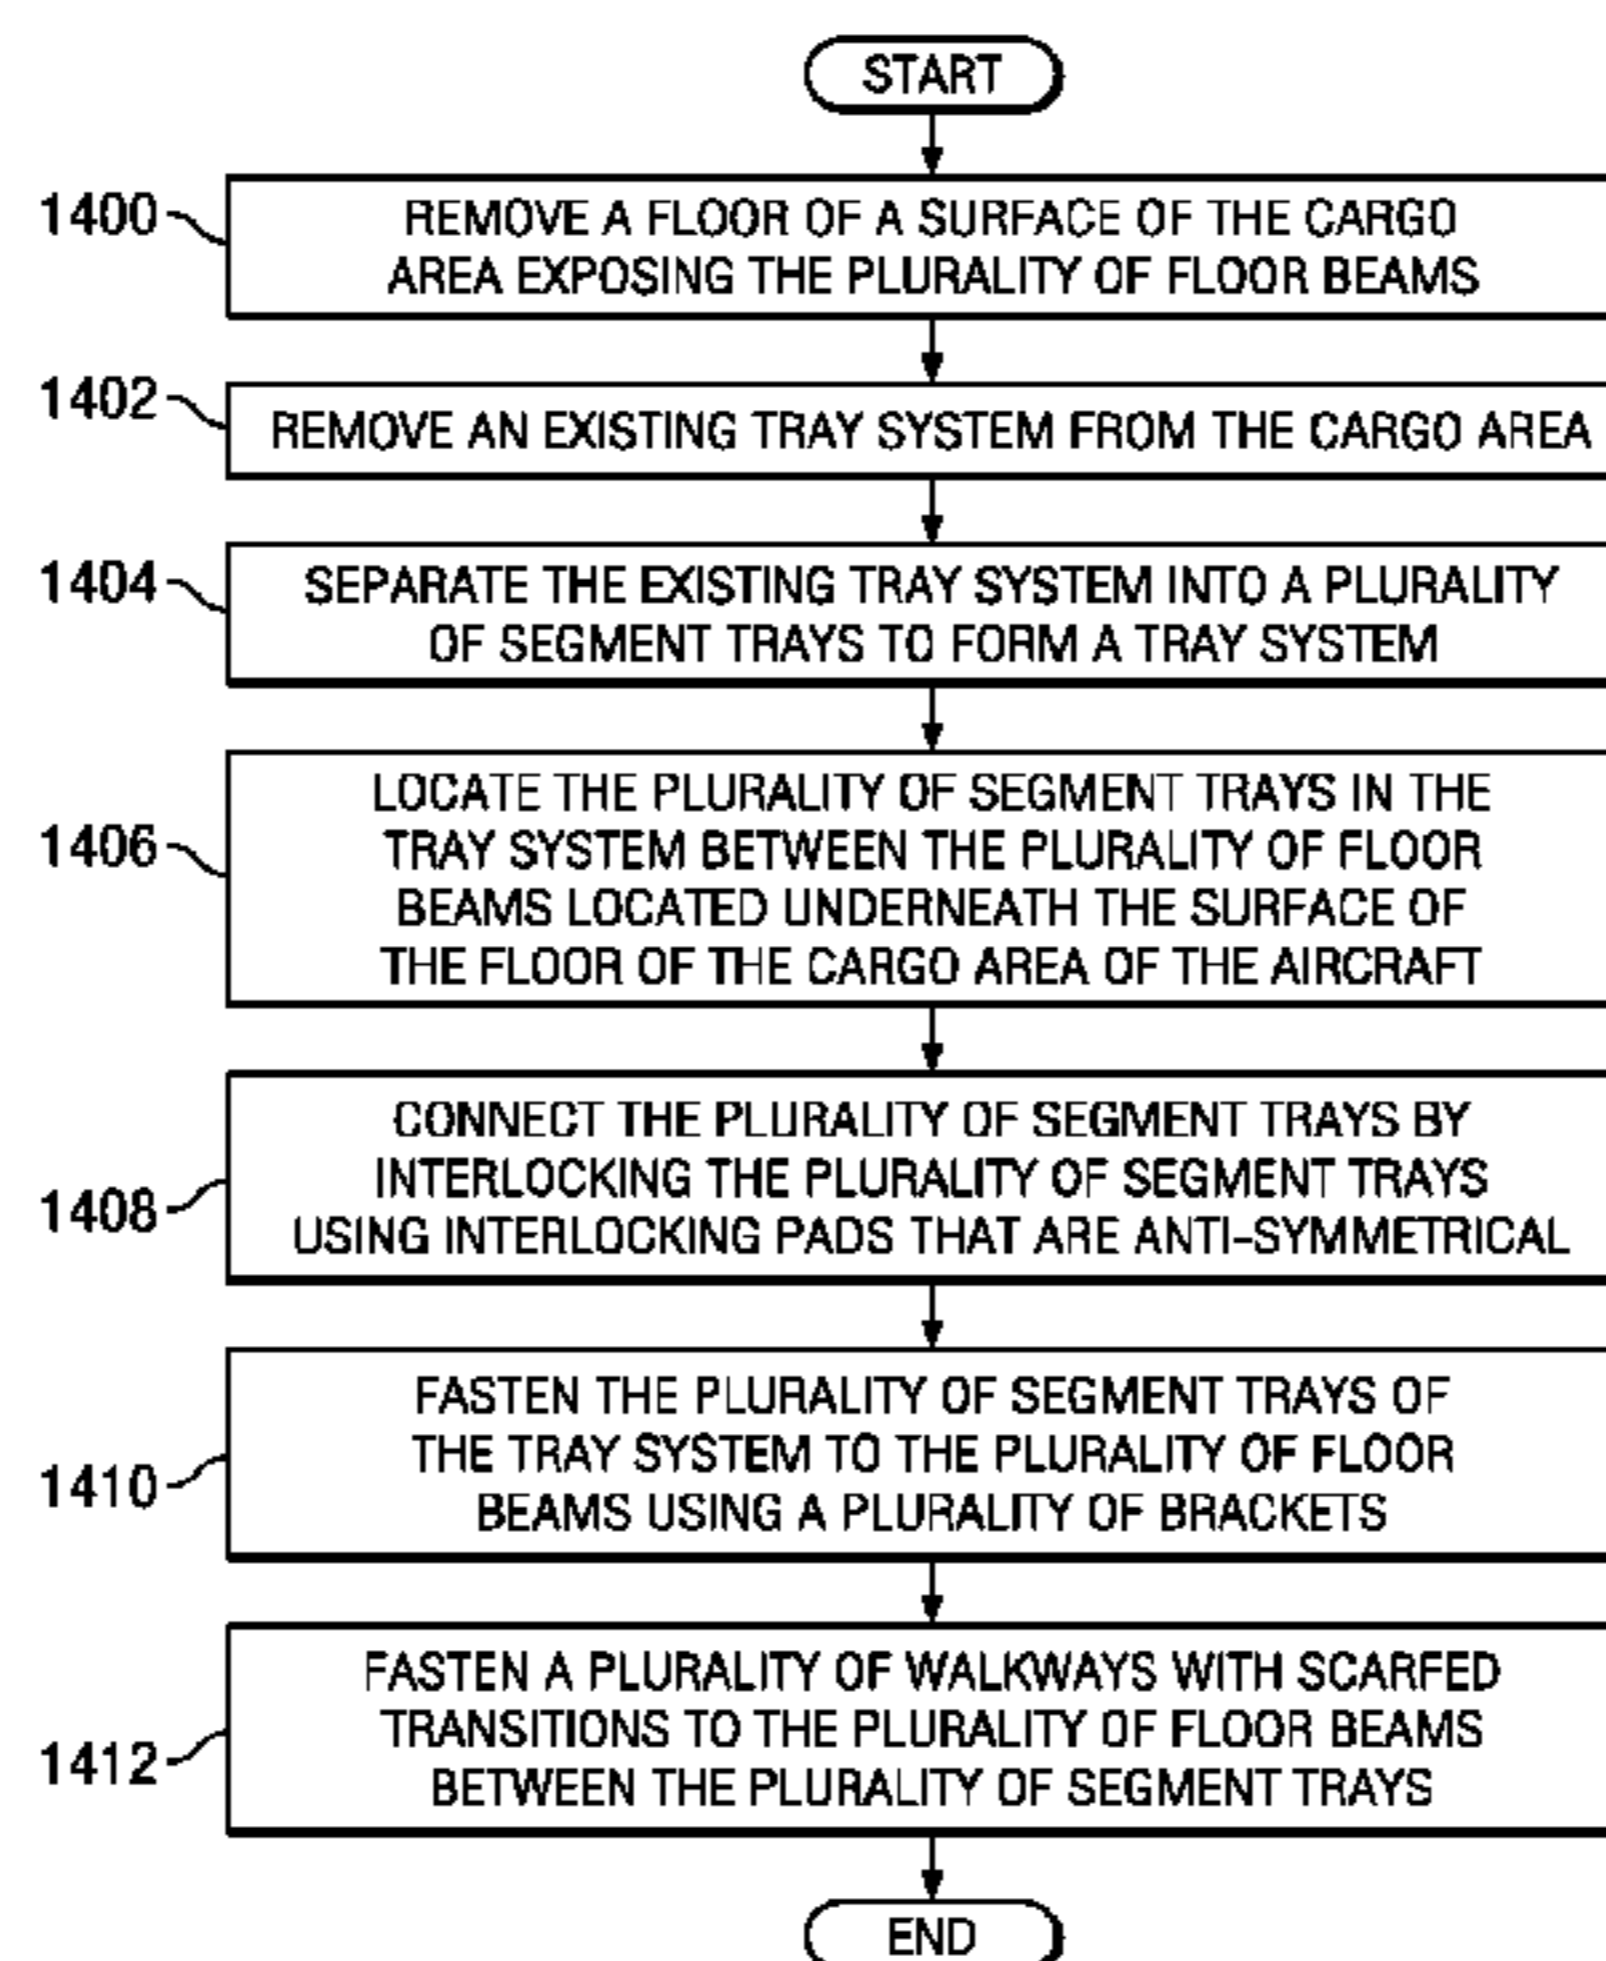 START
1400
REMOVE A FLOOR OF A SURFACE OF THE CARGO
AREA EXPOSING THE PLURALITY OF FLOOR BEAMS
1402
REMOVE AN EXISTING TRAY SYSTEM FROM THE CARGO AREA
1404
SEPARATE THE EXISTING TRAY SYSTEM INTO A PLURALITY
OF SEGMENT TRAYS TO FORM A TRAY SYSTEM
1406
LOCATE THE PLURALITY OF SEGMENT TRAYS IN THE
TRAY SYSTEM BETWEEN THE PLURALITY OF FLOOR
BEAMS LOCATED UNDERNEATH THE SURFACE OF
THE FLOOR OF THE CARGO AREA OF THE AIRCRAFT
1408
CONNECT THE PLURALITY OF SEGMENT TRAYS BY
INTERLOCKING THE PLURALITY OF SEGMENT TRAYS
USING INTERLOCKING PADS THAT ARE ANTI-SYMMETRICAL
1410
FASTEN THE PLURALITY OF SEGMENT TRAYS OF
THE TRAY SYSTEM TO THE PLURALITY OF FLOOR
BEAMS USING A PLURALITY OF BRACKETS
1412
FASTEN A PLURALITY OF WALKWAYS WITH SCARFED
TRANSITIONS TO THE PLURALITY OF FLOOR BEAMS
BETWEEN THE PLURALITY OF SEGMENT TRAYS
END